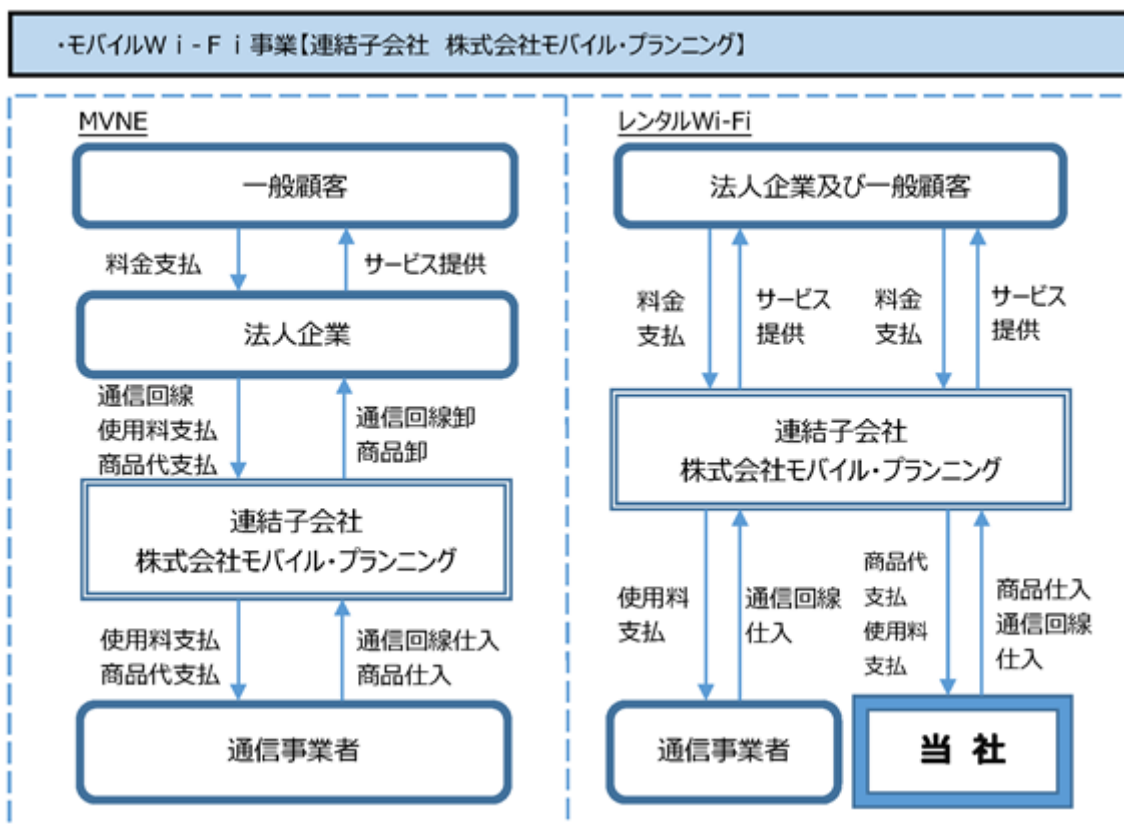 ・モバイルＷｉ-Ｆｉ事業【連結子会社 株式会社モバイル・プランニング】
MVNE
一般顧客
料金支払
サービス提供
法人企業
通信回線
使用料支払
商品代支払
通信回線卸
商品卸
連結子会社
株式会社モバイル・プランニング
使用料支払
商品代支払
通信回線仕入
商品仕入
通信事業者
レンタルWi-Fi
法人企業及び一般顧客
料金
支払
サービス
提供
料金
支払
サービス
提供
連結子会社
株式会社モバイル・プランニング
使用料
支払
通信回線
仕入
商品代
支払
使用料
支払
商品仕入
通信回線
仕入
通信事業者
当 社